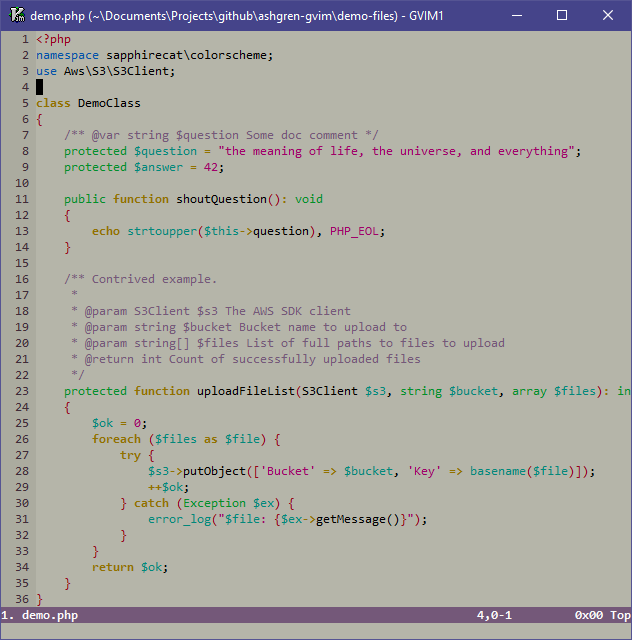 demo.php (~\Documents\Projects\github\ashgren-gvim\demo-files) - GVIM1
1 <?php
2 namespace sapphirecat\colorscheme;
3 use Aws\S3\S3Client;
4
5 class DemoClass
6 {
7     /** @var string $question Some doc comment */
8     protected $question = "the meaning of life, the universe, and everything";
9     protected $answer = 42;
10
11     public function shoutQuestion(): void
12     {
13         echo strtoupper($this->question), PHP_EOL;
14     }
15
16     /** Contrived example.
17      *
18      * @param S3Client $s3 The AWS SDK client
19      * @param string $bucket Bucket name to upload to
20      * @param string[] $files List of full paths to files to upload
21      * @return int Count of successfully uploaded files
22      */
23     protected function uploadFileList(S3Client $s3, string $bucket, array $files): in
24     {
25         $ok = 0;
26         foreach ($files as $file) {
27             try {
28                 $s3->putObject(['Bucket' => $bucket, 'Key' => basename($file)]);
29                 ++$ok;
30             } catch (Exception $ex) {
31                 error_log("$file: {$ex->getMessage()}");
32             }
33         }
34         return $ok;
35     }
36 }
1. demo.php 4,0-1 0x00 Top